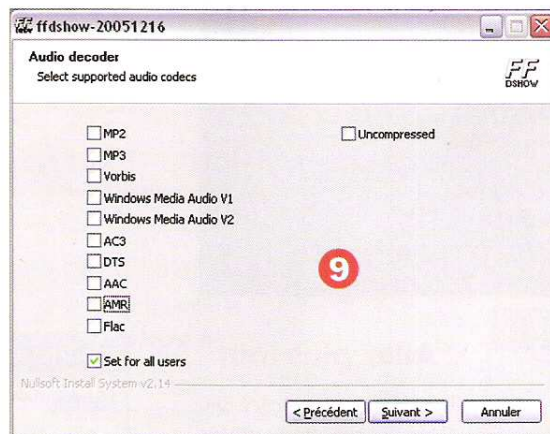 ffdshow-20051216
Audio decoder
Select supported audio codecs
FF
DSHOW
MP2
MP3
Vorbis
Windows Media Audio V1
Windows Media Audio V2
AC3
DTS
AAC
AMR
Flac
Uncompressed
9
Set for all users
Nullsoft Install System v2.14
< Précédent
Suivant >
Annuler